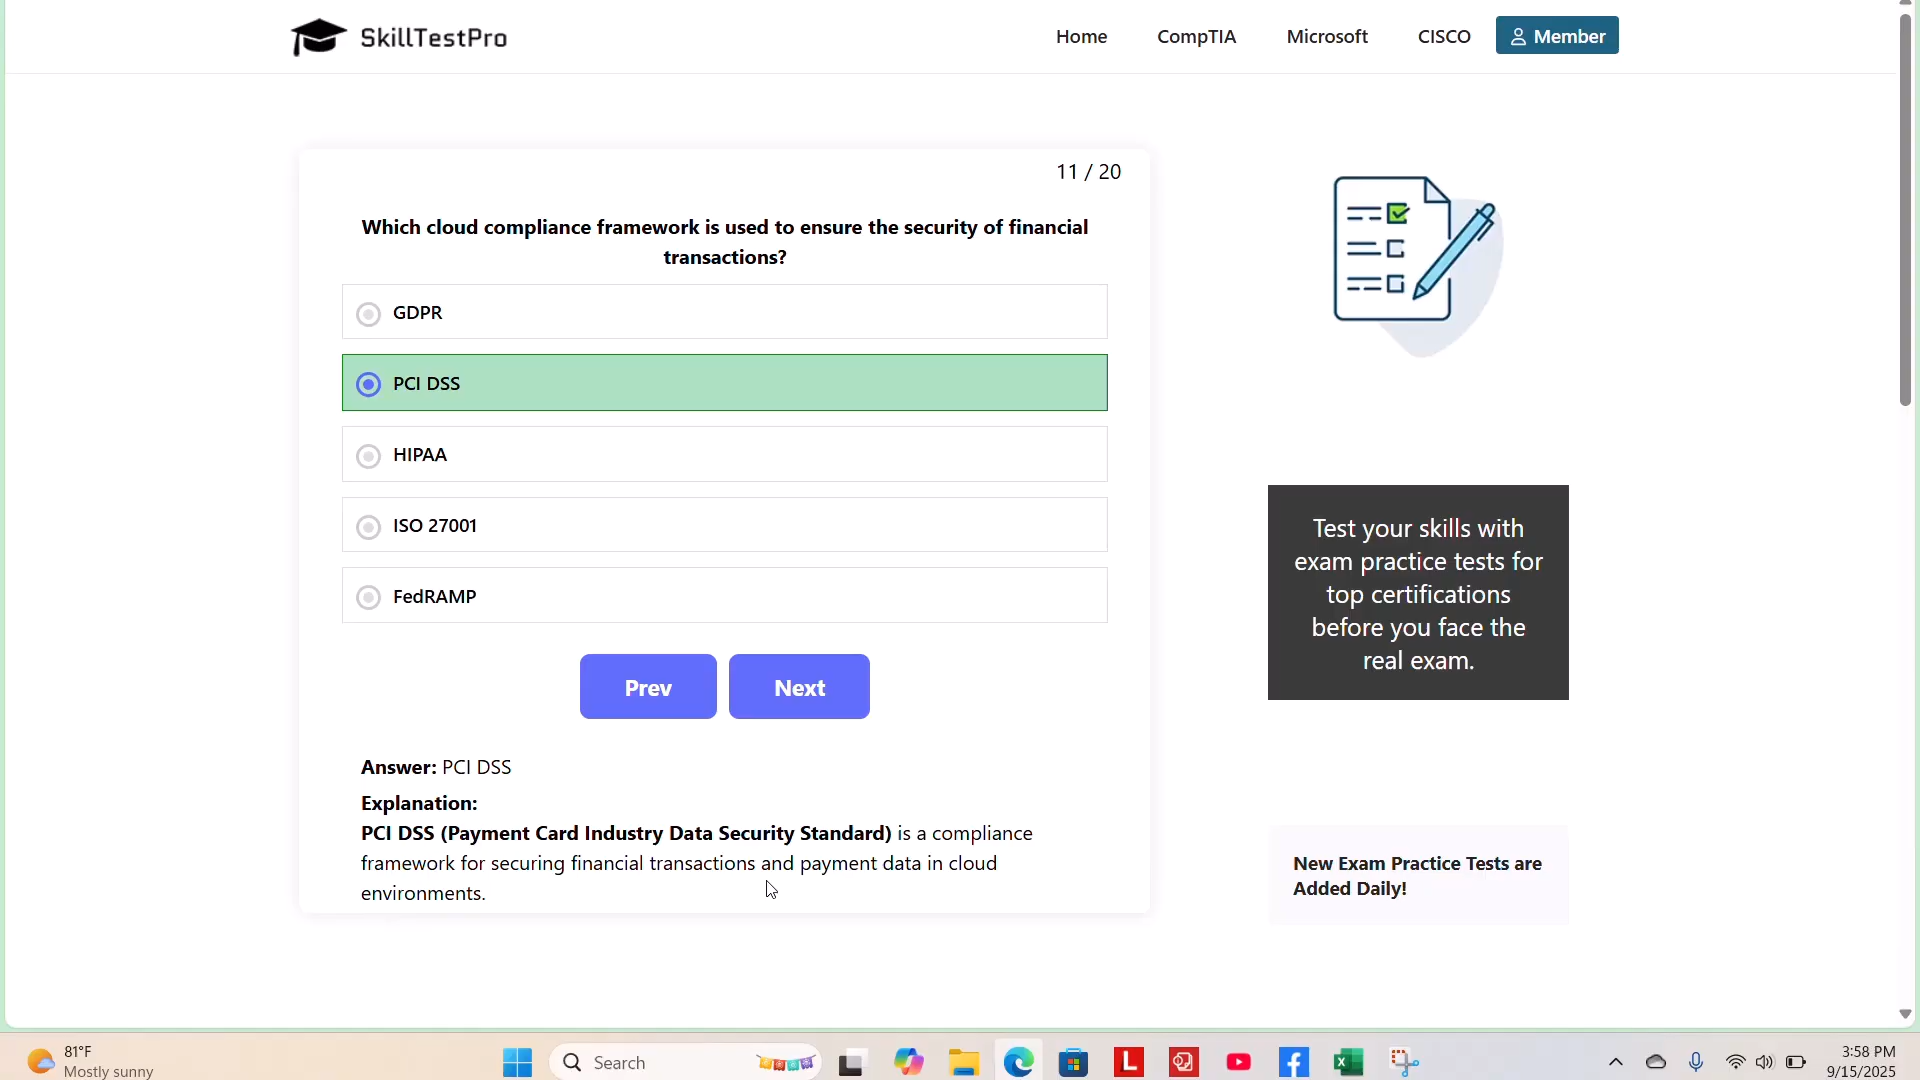 SkillTestPro
Home
CompTIA
Microsoft
CISCO
Member
11 / 20
Which cloud compliance framework is used to ensure the security of financial
transactions?
GDPR
PCI DSS
HIPAA
ISO 27001
FedRAMP
Prev
Next
Answer: PCI DSS
Explanation:
PCI DSS (Payment Card Industry Data Security Standard) is a compliance
framework for securing financial transactions and payment data in cloud
environments.
Test your skills with
exam practice tests for
top certifications
before you face the
real exam.
New Exam Practice Tests are
Added Daily!
81°F
Mostly sunny
Search
L
3:58 PM
9/15/2025